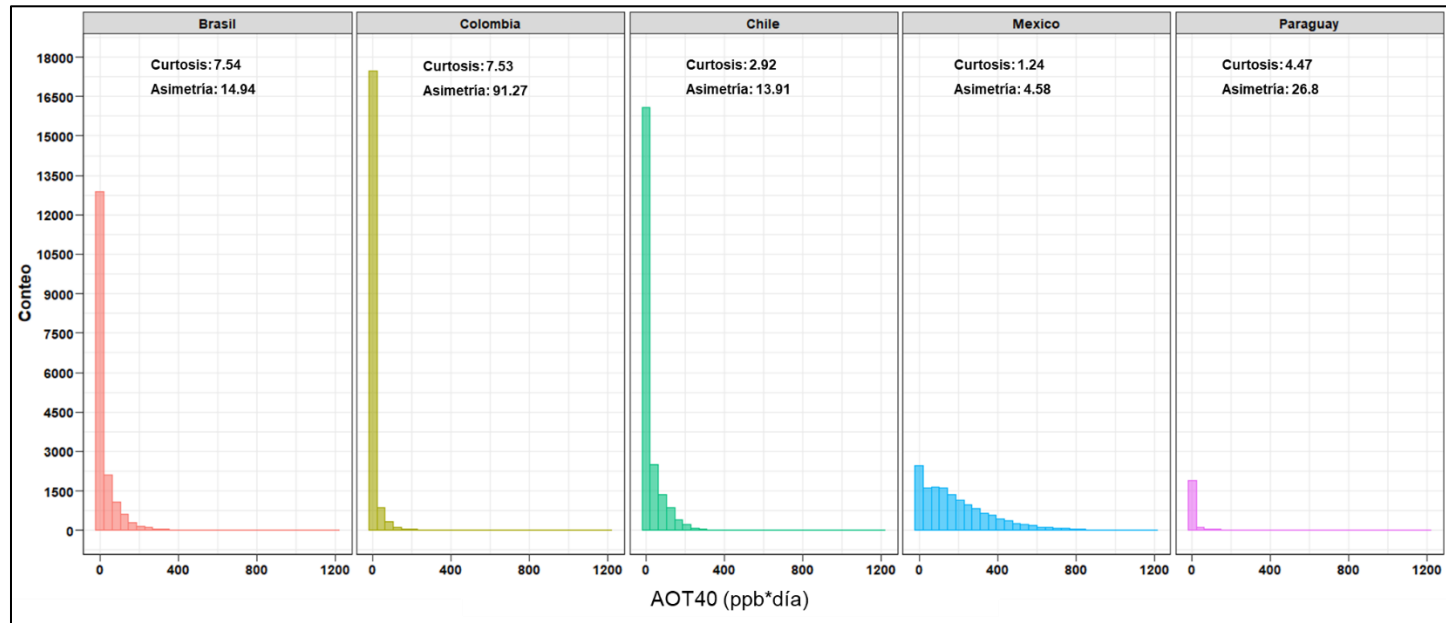 Brasil Colombia Chile Mexico Paraguay
Curtosis: 7.54 Curtosis: 7.53 Curtosis: 2.92 Curtosis: 1.24 Curtosis: 4.47
Asimetría: 14.94 Asimetría: 91.27 Asimetría: 13.91 Asimetría: 4.58 Asimetría: 26.8
18000
16500
15000
13500
12000
10500
9000
7500
6000
4500
3000
1500
0
Conteo
0 400 800 1200 0 400 800 1200 0 400 800 1200 0 400 800 1200 0 400 800 1200
AOT40 (ppb*día)